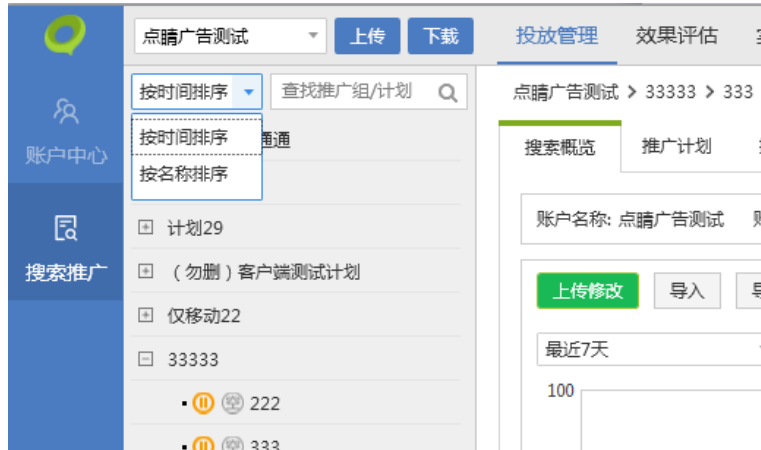 点睛广告测试 上传 下载 投放管理 效果评估
按时间排序 查找推广组/计划 点睛广告测试 > 33333 > 333
账户中心
按时间排序 通
按名称排序
搜索概览 推广计划
计划29
账户名称: 点睛广告测试
搜索推广
（勿删）客户端测试计划
上传修改 导入
仅移动22
最近7天
33333
100
222
333